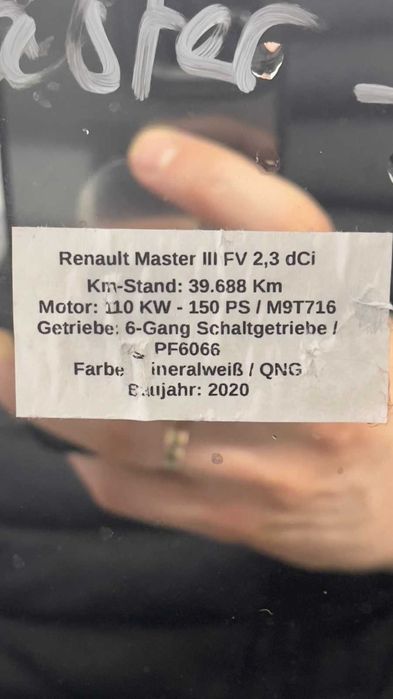 aster -
Renault Master III FV 2,3 dCi
Km-Stand: 39.688 Km
Motor: 110 KW - 150 PS / M9T716
Getriebe: 6-Gang Schaltgetriebe /
PF6066
Farbe ineralweiß / QNG
Baujahr: 2020